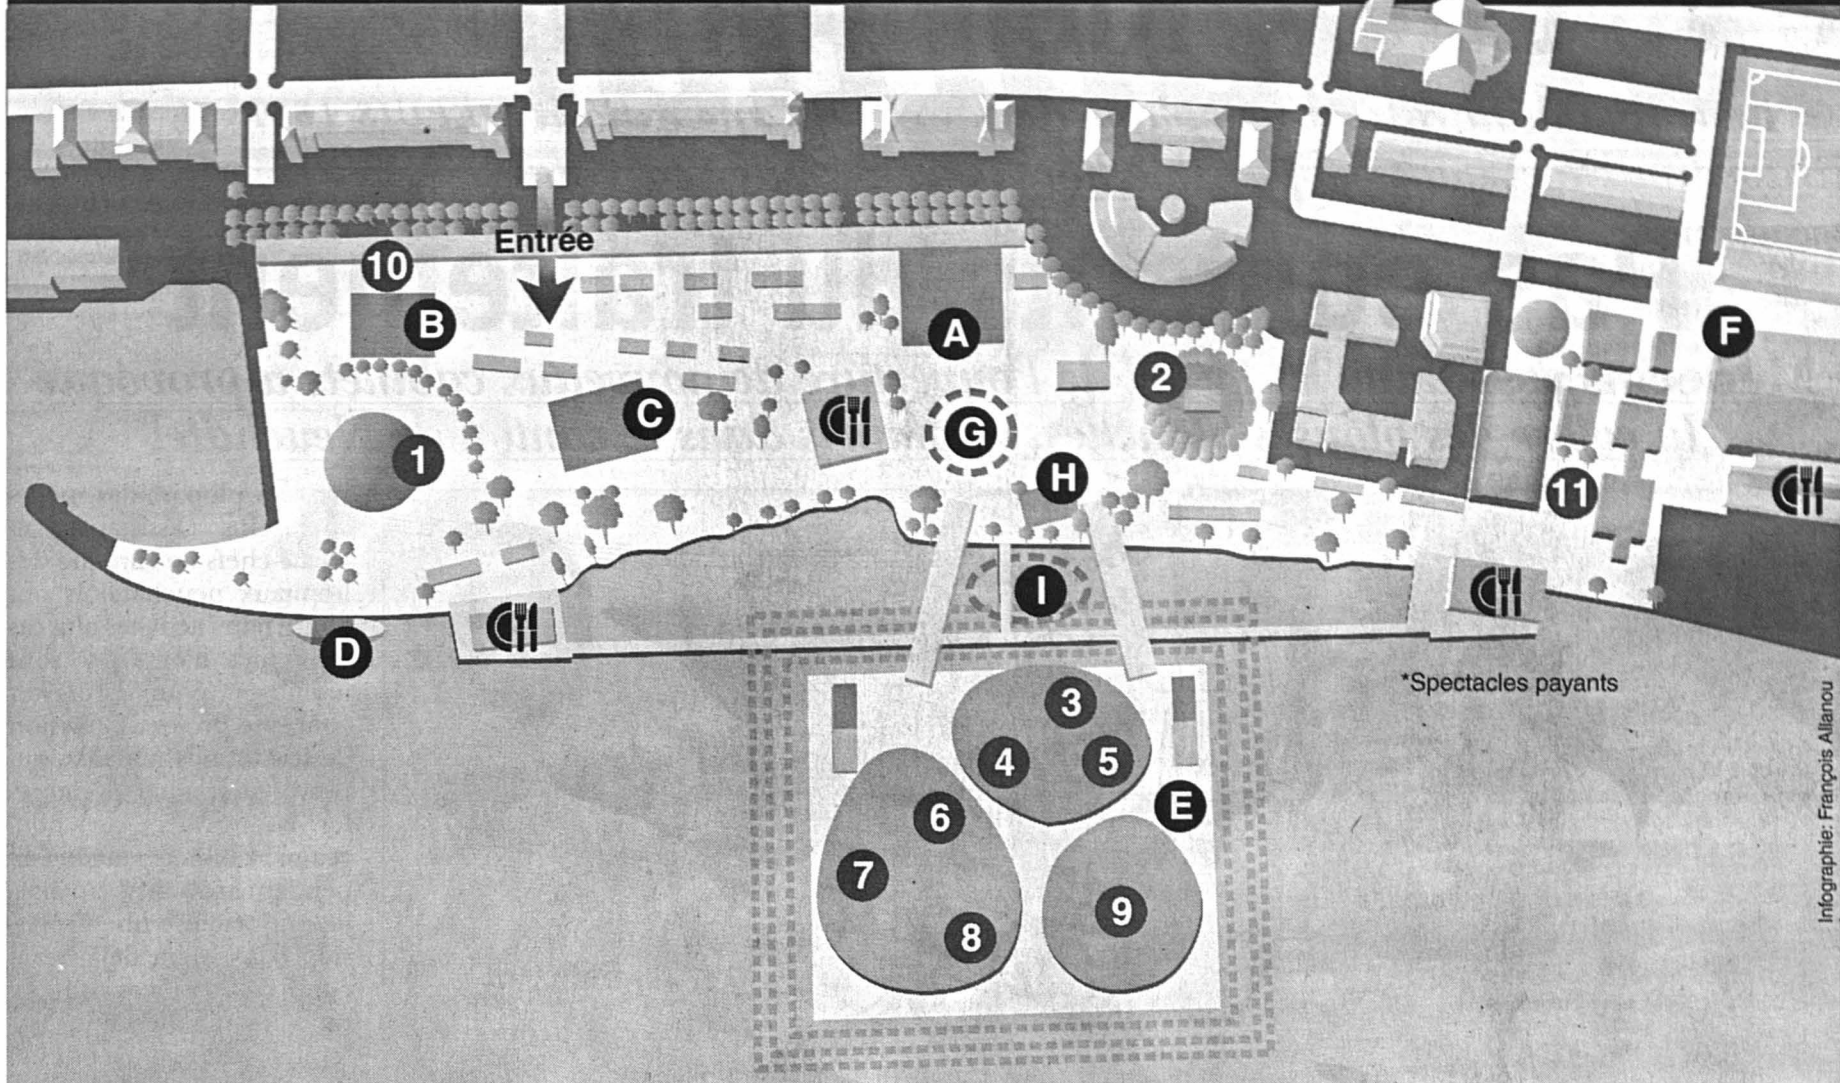 Entrée
10
B
A
F
2
C
G
1
H
11
I
D
*Spectacles payants
3
4
5
E
6
7
9
8
Infographie: François Allanou